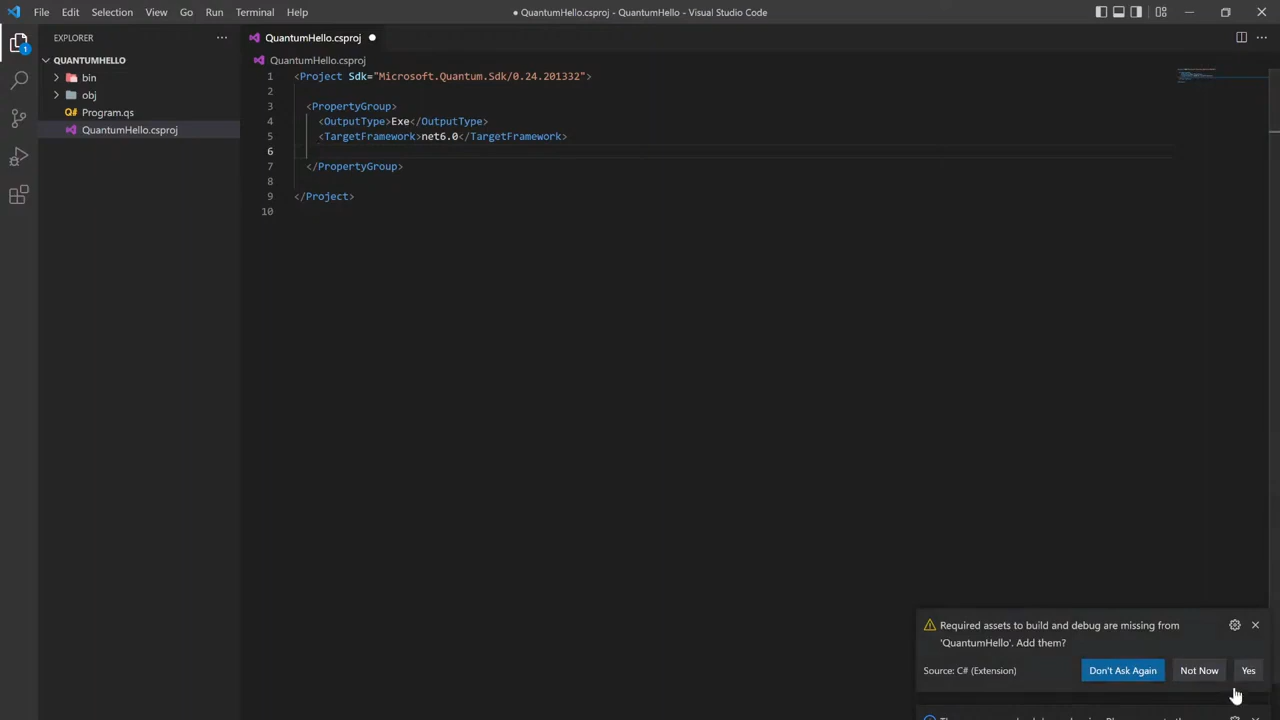 File Edit Selection View Go Run Terminal Help
● QuantumHello.csproj - QuantumHello - Visual Studio Code
1
EXPLORER
QUANTUMHELLO
bin
obj
Q# Program.qs
QuantumHello.csproj
QuantumHello.csproj ●
QuantumHello.csproj
1 <Project Sdk="Microsoft.Quantum.Sdk/0.24.201332">
2
3 <PropertyGroup>
4 <OutputType>Exe</OutputType>
5 <TargetFramework>net6.0</TargetFramework>
6
7 </PropertyGroup>
8
9 </Project>
10
Required assets to build and debug are missing from
'QuantumHello'. Add them?
Source: C# (Extension)
Don't Ask Again Not Now Yes